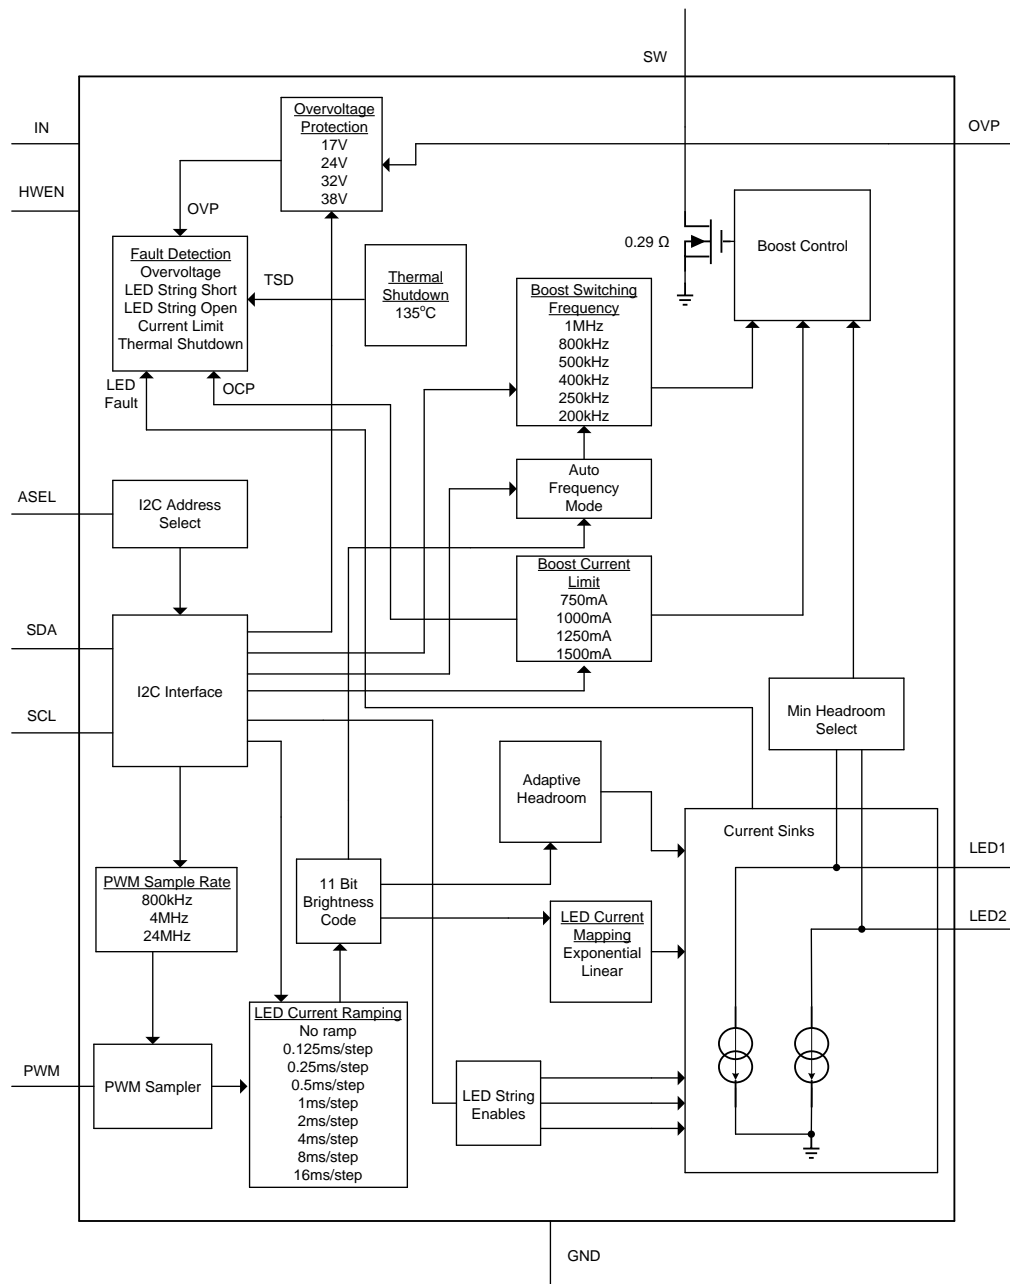 SW
IN
HWEN
OVP
Overvoltage
Protection
17V
24V
32V
38V
OVP
Fault Detection
Overvoltage
LED String Short
LED String Open
Current Limit
Thermal Shutdown
TSD
Thermal
Shutdown
135°C
LED
Fault
OCP
0.29 Ω
Boost Control
Boost Switching
Frequency
1MHz
800kHz
500kHz
400kHz
250kHz
200kHz
Auto
Frequency
Mode
ASEL
I2C Address
Select
Boost Current
Limit
750mA
1000mA
1250mA
1500mA
SDA
SCL
I2C Interface
Min Headroom
Select
Adaptive
Headroom
Current Sinks
LED1
LED2
PWM Sample Rate
800kHz
4MHz
24MHz
11 Bit
Brightness
Code
LED Current
Mapping
Exponential
Linear
LED Current Ramping
No ramp
0.125ms/step
0.25ms/step
0.5ms/step
1ms/step
2ms/step
4ms/step
8ms/step
16ms/step
PWM
PWM Sampler
LED String
Enables
GND